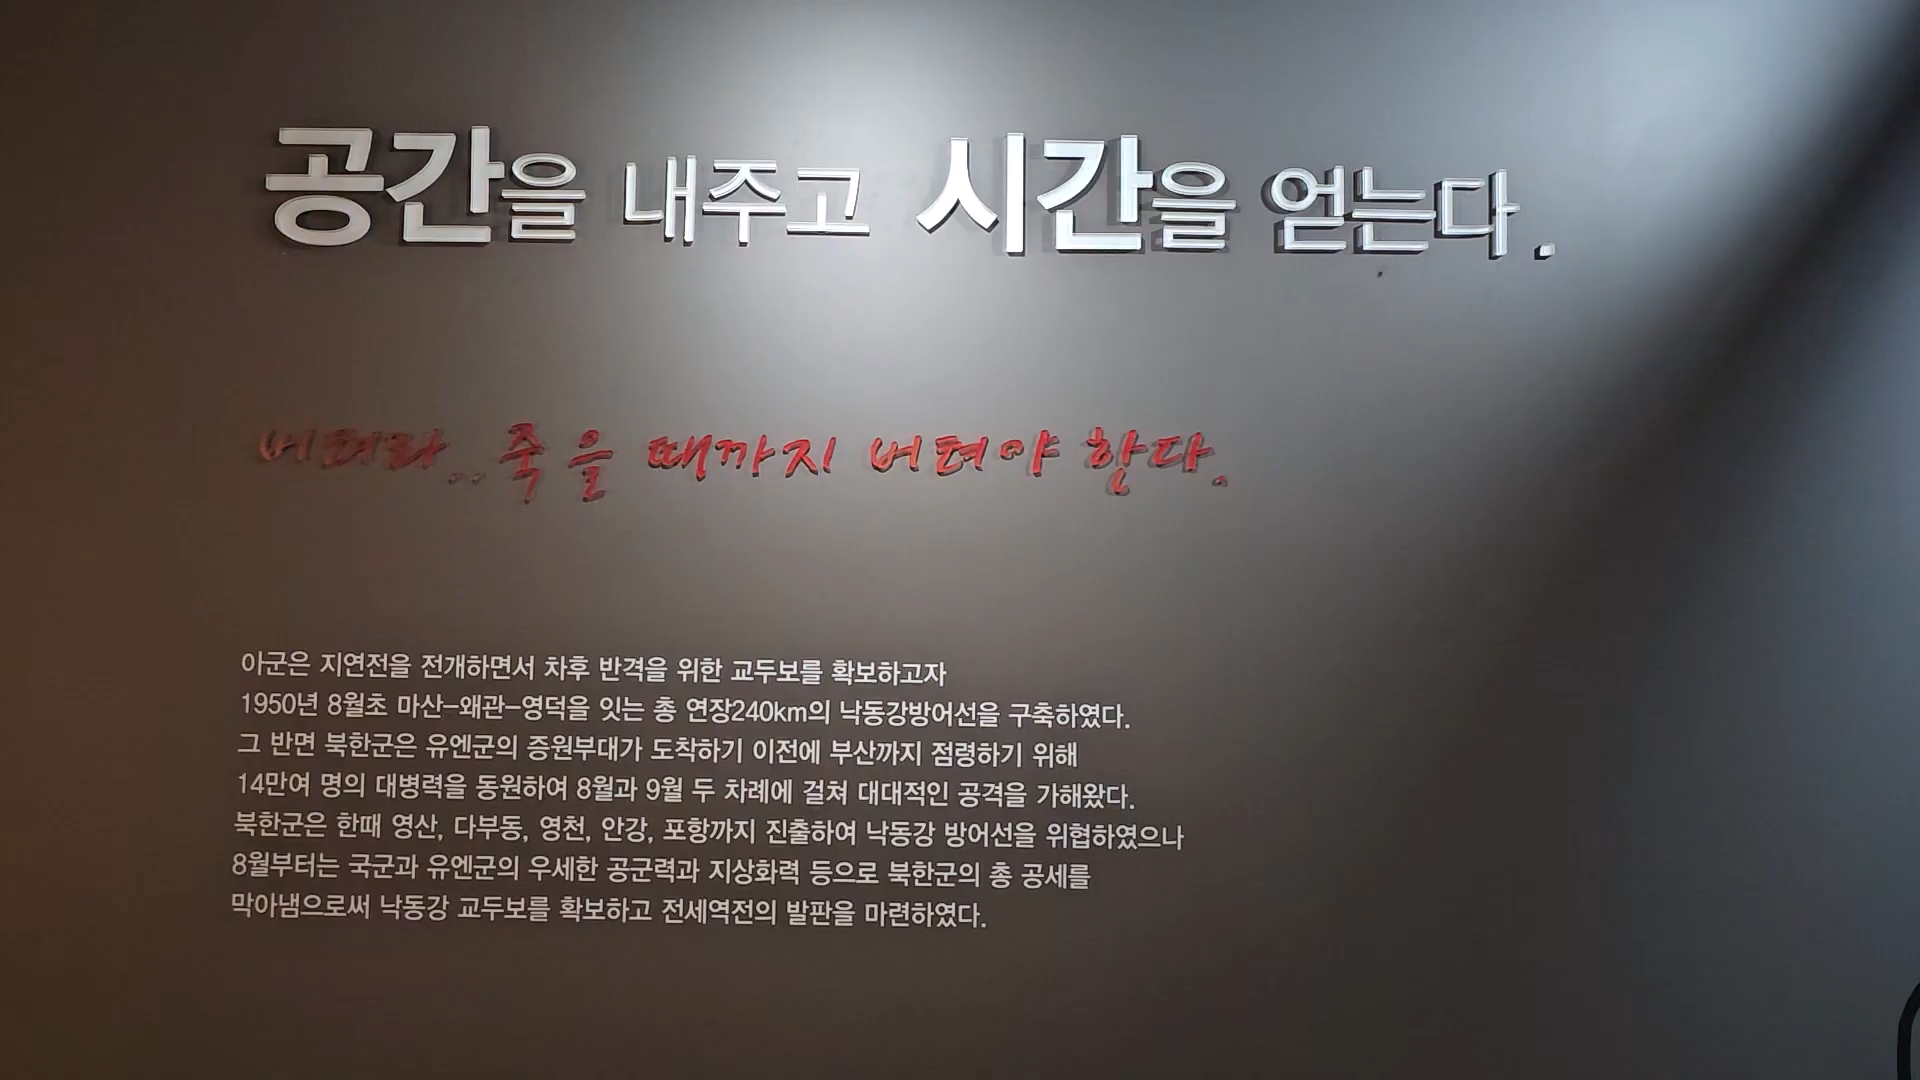 공간을 내주고 시간을 얻는다.
버텨라..죽을 때까지 버텨야 한다.
아군은 지연전을 전개하면서 차후 반격을 위한 교두보를 확보하고자
1950년 8월초 마산-왜관-영덕을 잇는 총 연장240km의 낙동강방어선을 구축하였다.
그 반면 북한군은 유엔군의 증원부대가 도착하기 이전에 부산까지 점령하기 위해
14만여 명의 대병력을 동원하여 8월과 9월 두 차례에 걸쳐 대대적인 공격을 가해왔다.
북한군은 한때 영산, 다부동, 영천, 안강, 포항까지 진출하여 낙동강 방어선을 위협하였으나
8월부터는 국군과 유엔군의 우세한 공군력과 지상화력 등으로 북한군의 총 공세를
막아냄으로써 낙동강 교두보를 확보하고 전세역전의 발판을 마련하였다.